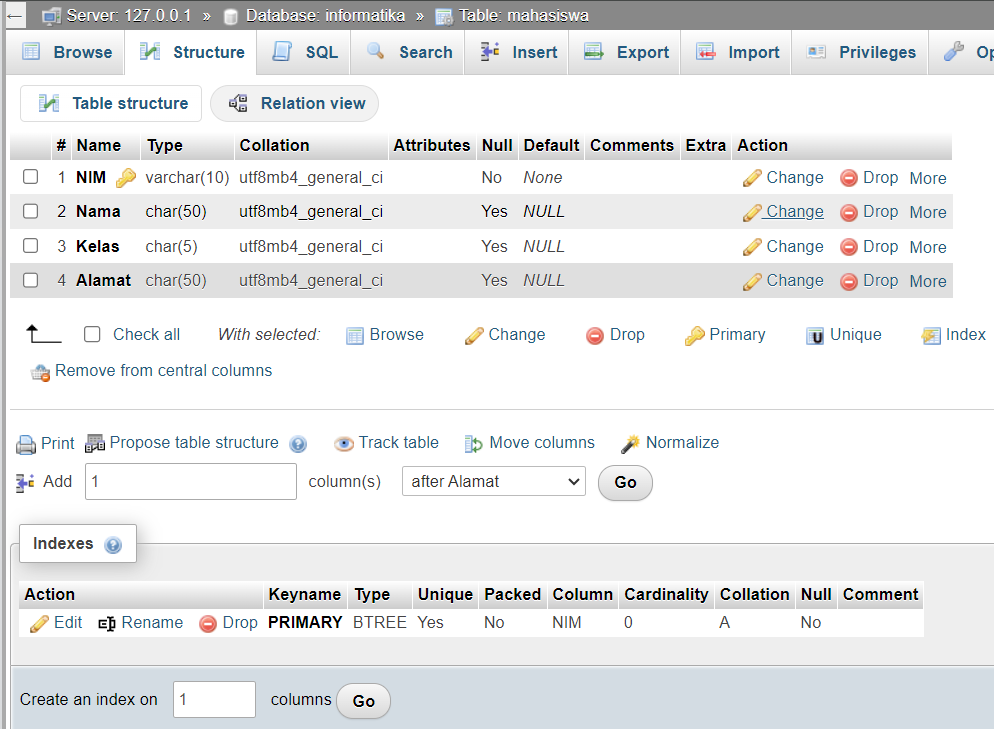 Server: 127.0.0.1 » Database: informatika » Table: mahasiswa
Browse Structure SQL Search Insert Export Import Privileges Op
Table structure Relation view
# Name Type Collation Attributes Null Default Comments Extra Action
1 NIM varchar(10) utf8mb4_general_ci No None Change Drop More
2 Nama char(50) utf8mb4_general_ci Yes NULL Change Drop More
3 Kelas char(5) utf8mb4_general_ci Yes NULL Change Drop More
4 Alamat char(50) utf8mb4_general_ci Yes NULL Change Drop More
Check all With selected: Browse Change Drop Primary Unique Index
Remove from central columns
Print Propose table structure Track table Move columns Normalize
Add 1 column(s) after Alamat Go
Indexes
Action Keyname Type Unique Packed Column Cardinality Collation Null Comment
Edit Rename Drop PRIMARY BTREE Yes No NIM 0 A No
Create an index on 1 columns Go